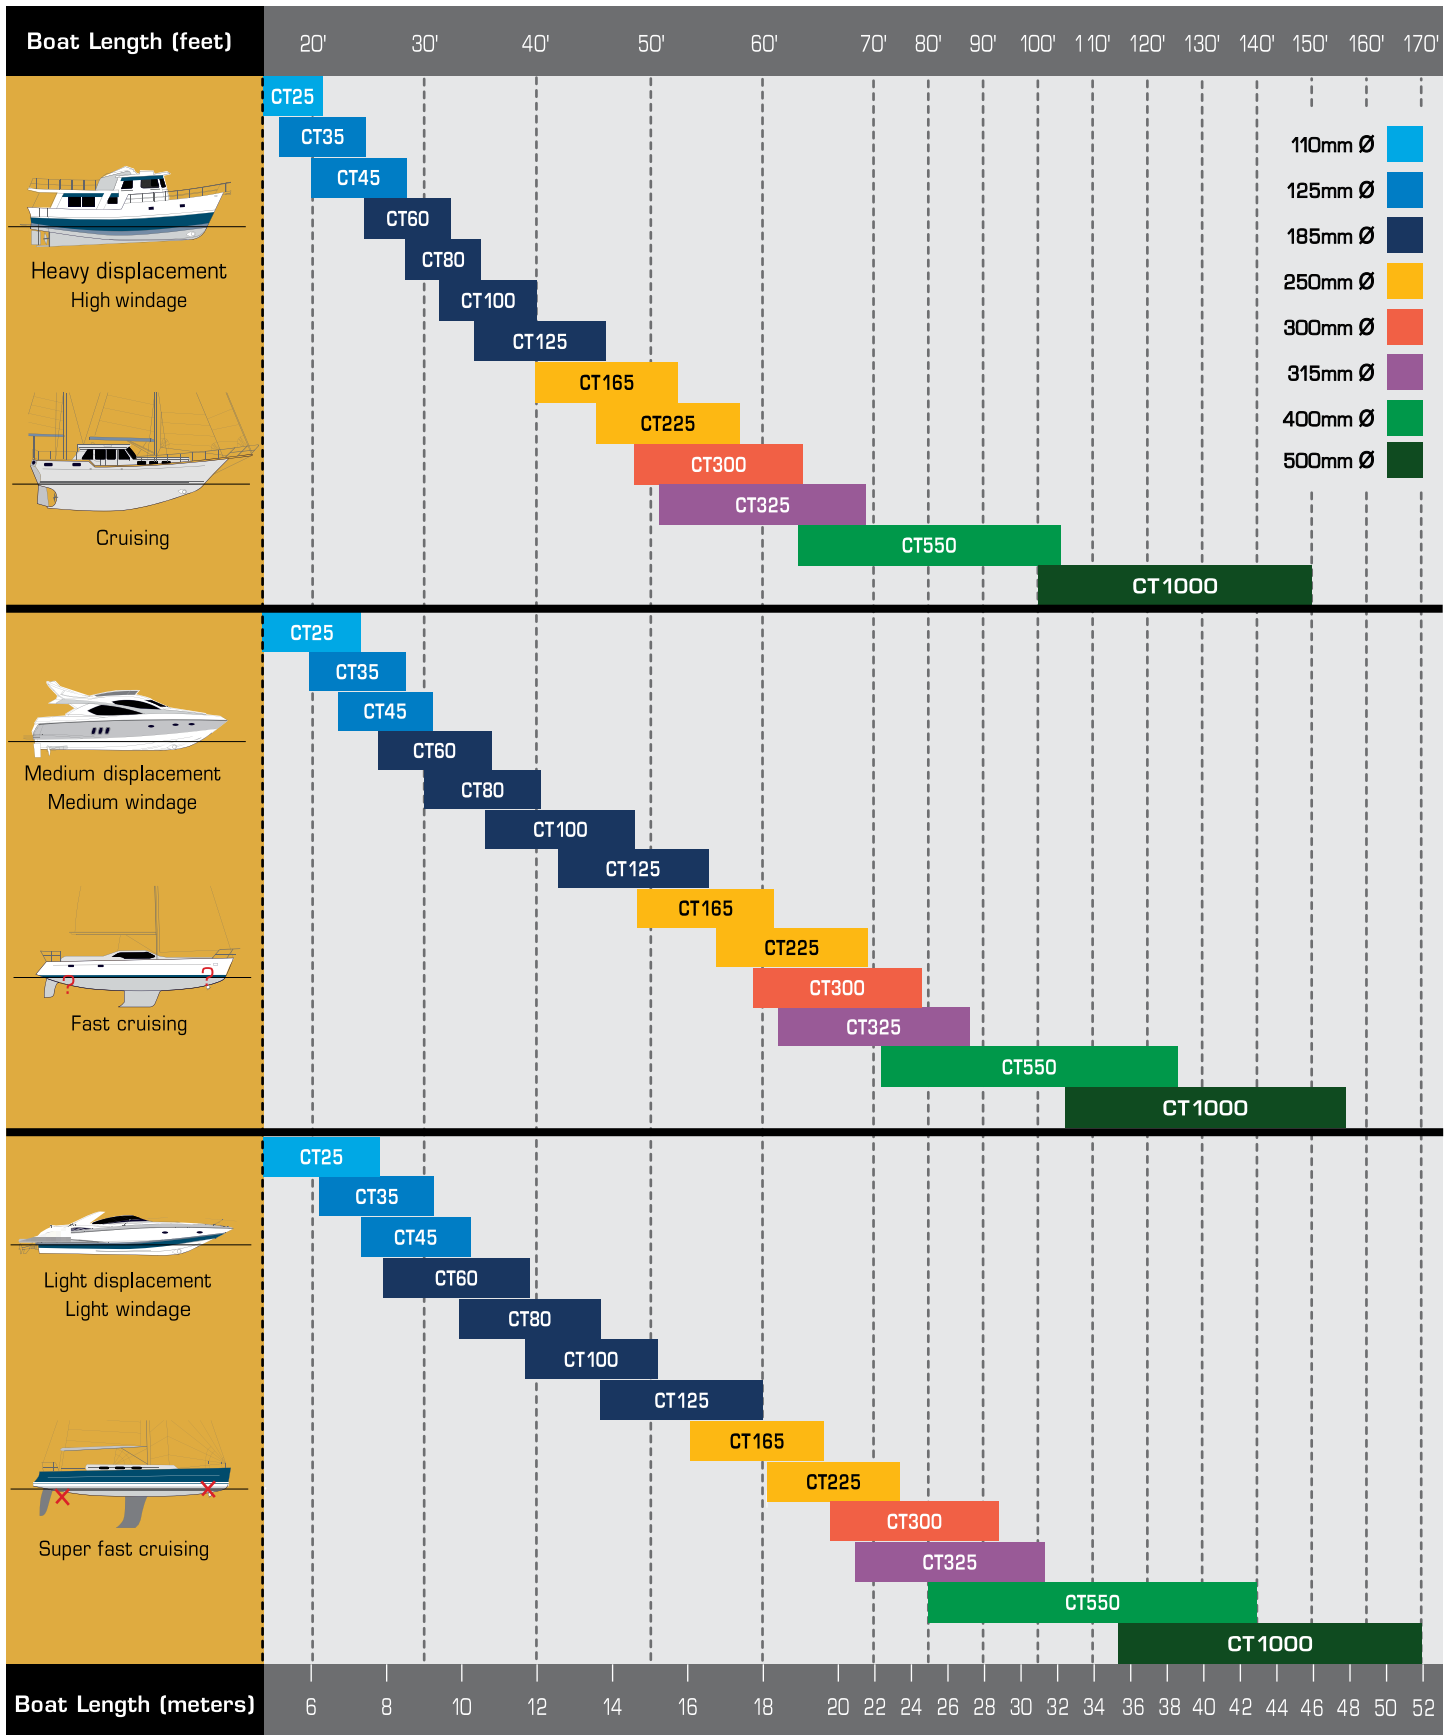 Boat Length (feet)
20' 30' 40' 50' 60' 70' 80' 90' 100' 110' 120' 130' 140' 150' 160' 170'
CT25
CT35
CT45
CT60
CT80
CT100
CT125
CT165
CT225
CT300
CT325
CT550
CT1000
110mm Ø
125mm Ø
185mm Ø
250mm Ø
300mm Ø
315mm Ø
400mm Ø
500mm Ø
Heavy displacement
High windage
Cruising
CT25
CT35
CT45
CT60
CT80
CT100
CT125
CT165
CT225
CT300
CT325
CT550
CT1000
Medium displacement
Medium windage
?
?
Fast cruising
CT25
CT35
CT45
CT60
CT80
CT100
CT125
CT165
CT225
CT300
CT325
CT550
CT1000
Light displacement
Light windage
Super fast cruising
Boat Length (meters)
6 8 10 12 14 16 18 20 22 24 26 28 30 32 34 36 38 40 42 44 46 48 50 52